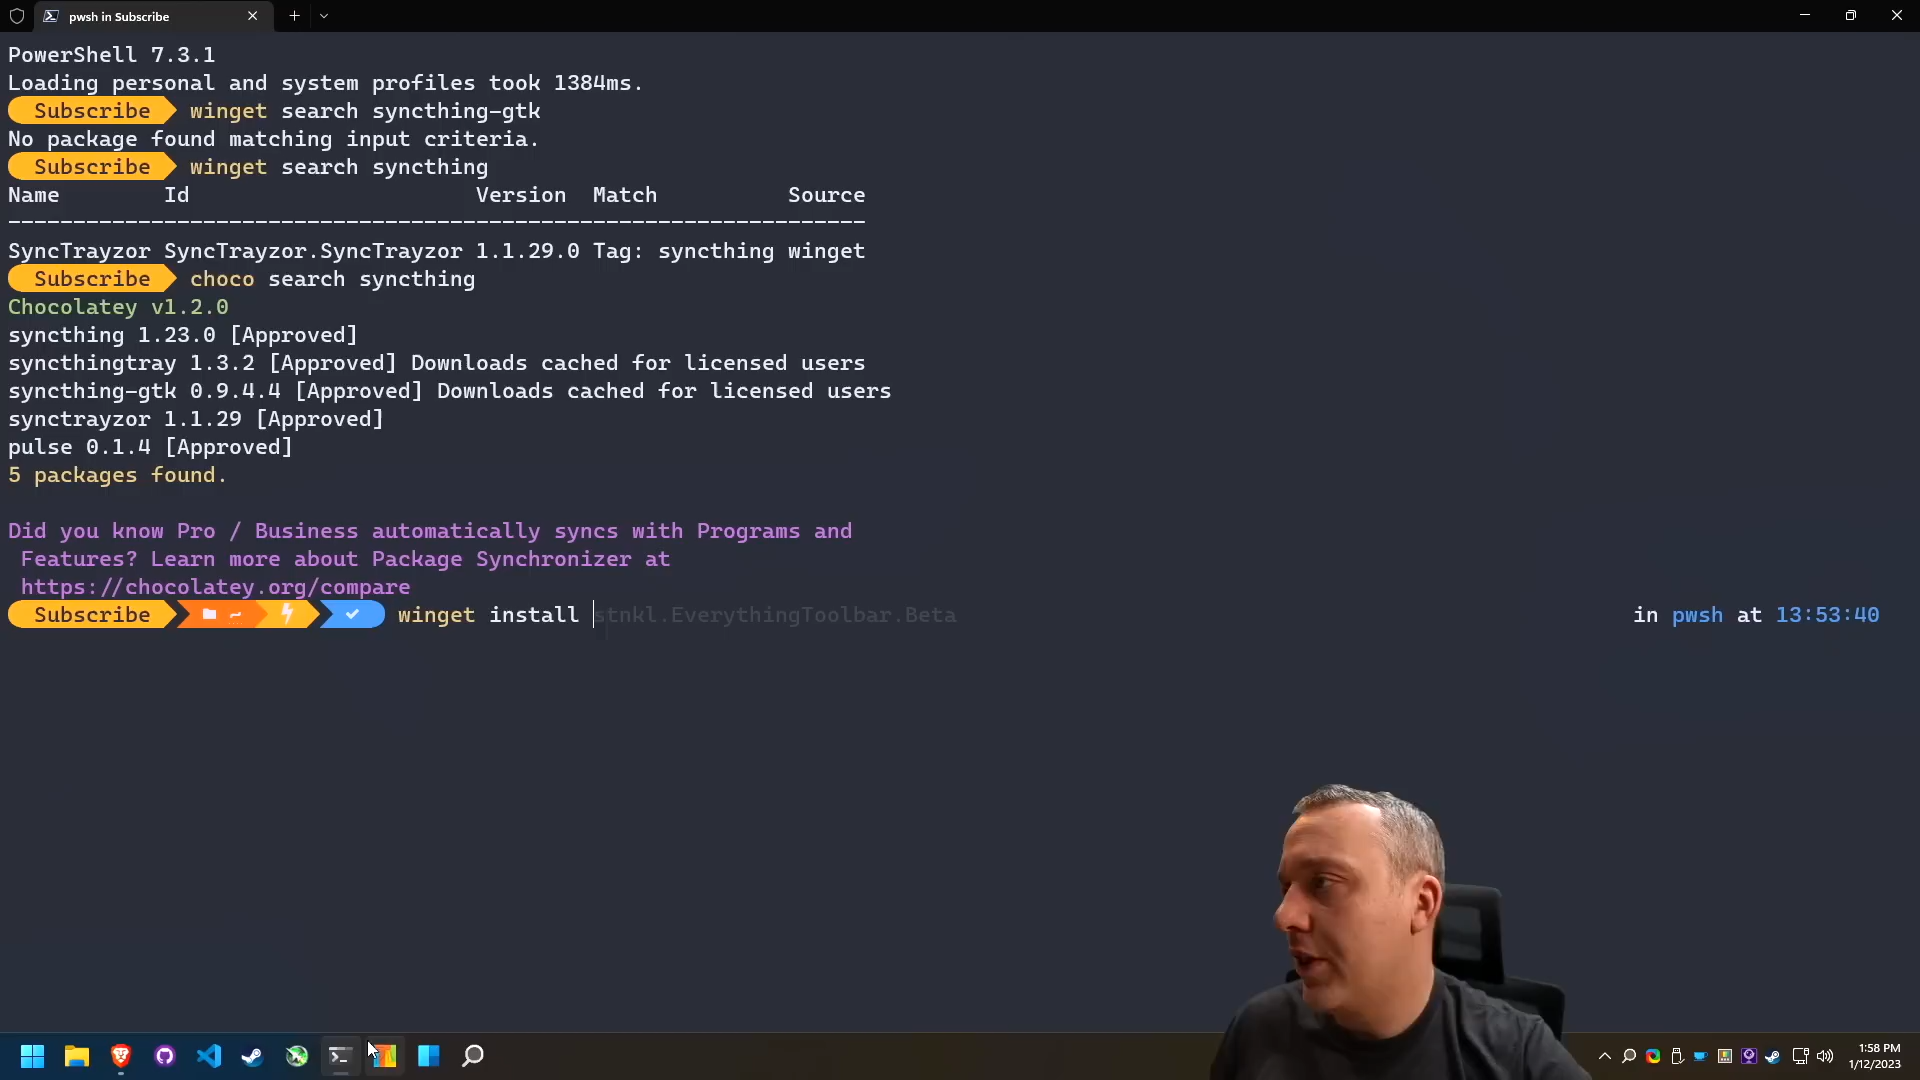 pwsh in Subscribe
PowerShell 7.3.1
Loading personal and system profiles took 1384ms.
Subscribe winget search syncthing-gtk
No package found matching input criteria.
Subscribe winget search syncthing
Name Id Version Match Source
--------------------------------------------------------------------
SyncTrayzor SyncTrayzor.SyncTrayzor 1.1.29.0 Tag: syncthing winget
Subscribe choco search syncthing
Chocolatey v1.2.0
syncthing 1.23.0 [Approved]
syncthingtray 1.3.2 [Approved] Downloads cached for licensed users
syncthing-gtk 0.9.4.4 [Approved] Downloads cached for licensed users
synctrayzor 1.1.29 [Approved]
pulse 0.1.4 [Approved]
5 packages found.
Did you know Pro / Business automatically syncs with Programs and
Features? Learn more about Package Synchronizer at
https://chocolatey.org/compare
Subscribe ~ winget install stnkl.EverythingToolbar.Beta in pwsh at 13:53:40
1:58 PM
1/12/2023